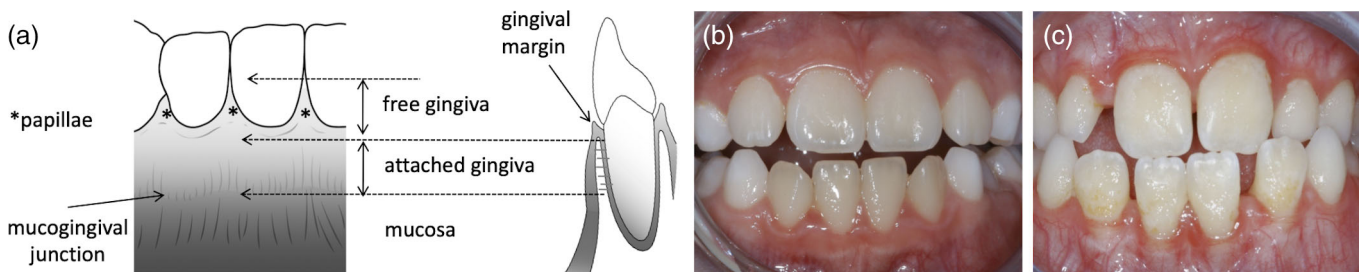 (a)
*papillae
* * *
mucogingival
junction
free gingiva
attached gingiva
mucosa
gingival
margin
(b)
(c)